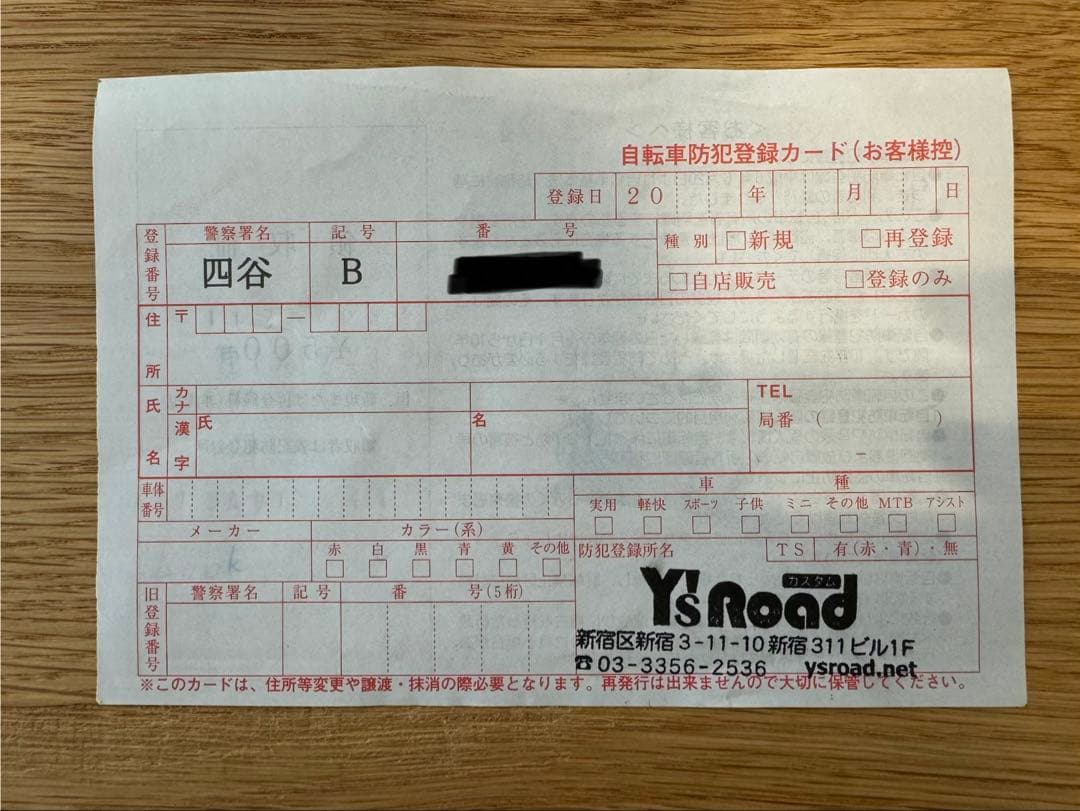 自転車防犯登録カード(お客様控)
登録日 20 年 月 日
登録番号 警察署名 記号 番号
四谷 B
種別 □新規 □再登録
□自店販売 □登録のみ
住所 〒 —
氏名 カナ
漢字 氏 名
TEL
局番 ( )
–
車体番号
車種
実用 軽快 スポーツ 子供 ミニ その他 MTB アシスト
メーカー カラー(系)
赤 白 黒 青 黄 その他
防犯登録所名 TS 有(赤・青)・無
旧登録番号 警察署名 記号 番号(5桁)
Y'sRoad カスタム
新宿区新宿3-11-10新宿311ビル1F
☎03-3356-2536 ysroad.net
※このカードは、住所等変更や譲渡・抹消の際必要となります。再発行は出来ませんので大切に保管してください。